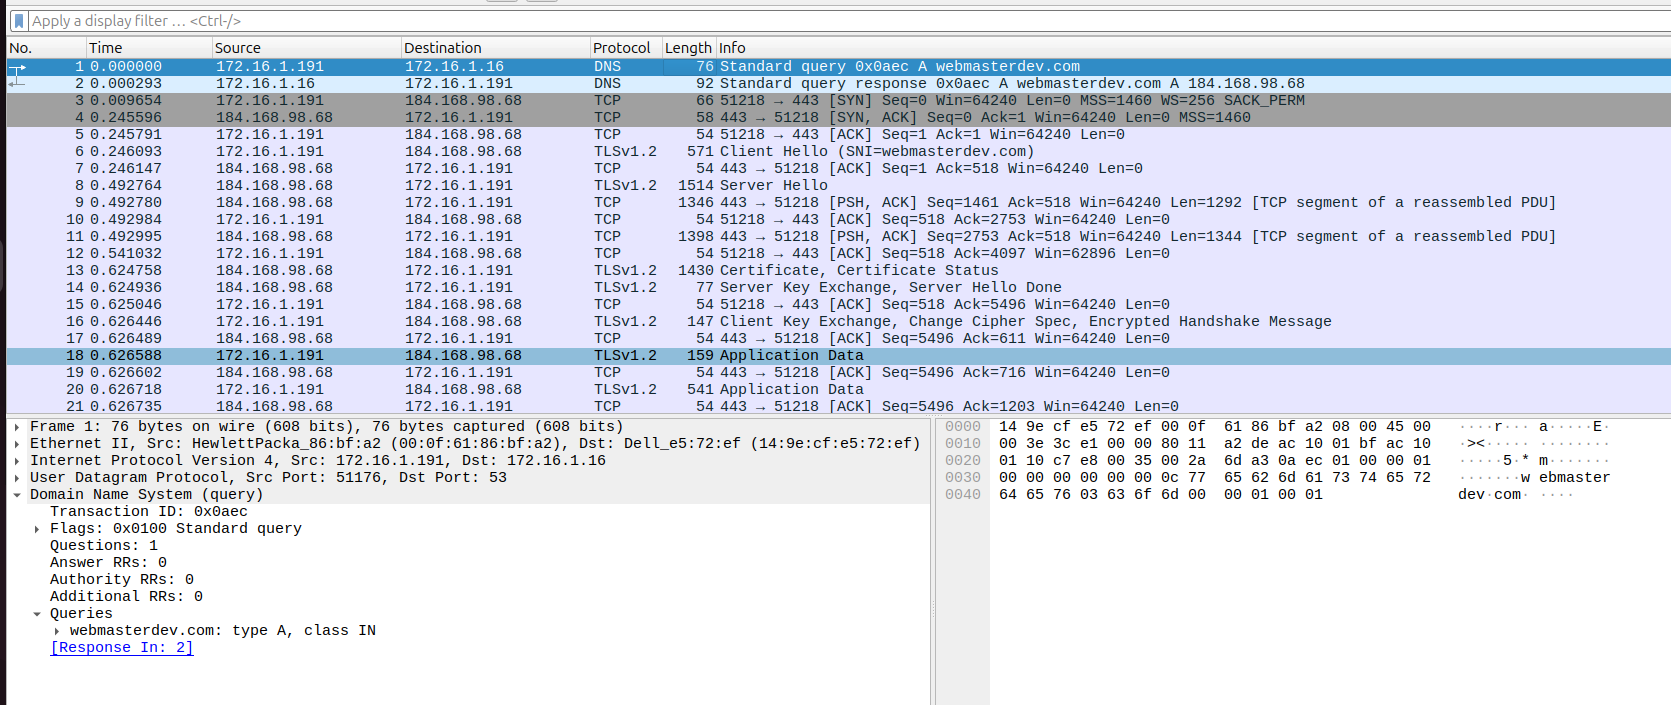 Apply a display filter … <Ctrl-/>
No. Time Source Destination Protocol Length Info
1 0.000000 172.16.1.191 172.16.1.16 DNS 76 Standard query 0x0aec A webmasterdev.com
2 0.000293 172.16.1.16 172.16.1.191 DNS 92 Standard query response 0x0aec A webmasterdev.com A 184.168.98.68
3 0.009654 172.16.1.191 184.168.98.68 TCP 66 51218 → 443 [SYN] Seq=0 Win=64240 Len=0 MSS=1460 WS=256 SACK_PERM
4 0.245596 184.168.98.68 172.16.1.191 TCP 58 443 → 51218 [SYN, ACK] Seq=0 Ack=1 Win=64240 Len=0 MSS=1460
5 0.245791 172.16.1.191 184.168.98.68 TCP 54 51218 → 443 [ACK] Seq=1 Ack=1 Win=64240 Len=0
6 0.246093 172.16.1.191 184.168.98.68 TLSv1.2 571 Client Hello (SNI=webmasterdev.com)
7 0.246147 184.168.98.68 172.16.1.191 TCP 54 443 → 51218 [ACK] Seq=1 Ack=518 Win=64240 Len=0
8 0.492764 184.168.98.68 172.16.1.191 TLSv1.2 1514 Server Hello
9 0.492780 184.168.98.68 172.16.1.191 TCP 1346 443 → 51218 [PSH, ACK] Seq=1461 Ack=518 Win=64240 Len=1292 [TCP segment of a reassembled PDU]
10 0.492984 172.16.1.191 184.168.98.68 TCP 54 51218 → 443 [ACK] Seq=518 Ack=2753 Win=64240 Len=0
11 0.492995 184.168.98.68 172.16.1.191 TCP 1398 443 → 51218 [PSH, ACK] Seq=2753 Ack=518 Win=64240 Len=1344 [TCP segment of a reassembled PDU]
12 0.541032 172.16.1.191 184.168.98.68 TCP 54 51218 → 443 [ACK] Seq=518 Ack=4097 Win=62896 Len=0
13 0.624758 184.168.98.68 172.16.1.191 TLSv1.2 1430 Certificate, Certificate Status
14 0.624936 184.168.98.68 172.16.1.191 TLSv1.2 77 Server Key Exchange, Server Hello Done
15 0.625046 172.16.1.191 184.168.98.68 TCP 54 51218 → 443 [ACK] Seq=518 Ack=5496 Win=64240 Len=0
16 0.626446 172.16.1.191 184.168.98.68 TLSv1.2 147 Client Key Exchange, Change Cipher Spec, Encrypted Handshake Message
17 0.626489 184.168.98.68 172.16.1.191 TCP 54 443 → 51218 [ACK] Seq=5496 Ack=611 Win=64240 Len=0
18 0.626588 172.16.1.191 184.168.98.68 TLSv1.2 159 Application Data
19 0.626602 184.168.98.68 172.16.1.191 TCP 54 443 → 51218 [ACK] Seq=5496 Ack=716 Win=64240 Len=0
20 0.626718 172.16.1.191 184.168.98.68 TLSv1.2 541 Application Data
21 0.626735 184.168.98.68 172.16.1.191 TCP 54 443 → 51218 [ACK] Seq=5496 Ack=1203 Win=64240 Len=0
Frame 1: 76 bytes on wire (608 bits), 76 bytes captured (608 bits)
Ethernet II, Src: HewlettPacka_86:bf:a2 (00:0f:61:86:bf:a2), Dst: Dell_e5:72:ef (14:9e:cf:e5:72:ef)
Internet Protocol Version 4, Src: 172.16.1.191, Dst: 172.16.1.16
User Datagram Protocol, Src Port: 51176, Dst Port: 53
Domain Name System (query)
Transaction ID: 0x0aec
Flags: 0x0100 Standard query
Questions: 1
Answer RRs: 0
Authority RRs: 0
Additional RRs: 0
Queries
webmasterdev.com: type A, class IN
[Response In: 2]
0000 14 9e cf e5 72 ef 00 0f 61 86 bf a2 08 00 45 00 ····r··· a·····E·
0010 00 3e 3c e1 00 00 80 11 a2 de ac 10 01 bf ac 10 ·><····· ········
0020 01 10 c7 e8 00 35 00 2a 6d a3 0a ec 01 00 00 01 ·····5·* m·······
0030 00 00 00 00 00 00 0c 77 65 62 6d 61 73 74 65 72 ·······w ebmaster
0040 64 65 76 03 63 6f 6d 00 00 01 00 01 dev·com· ····